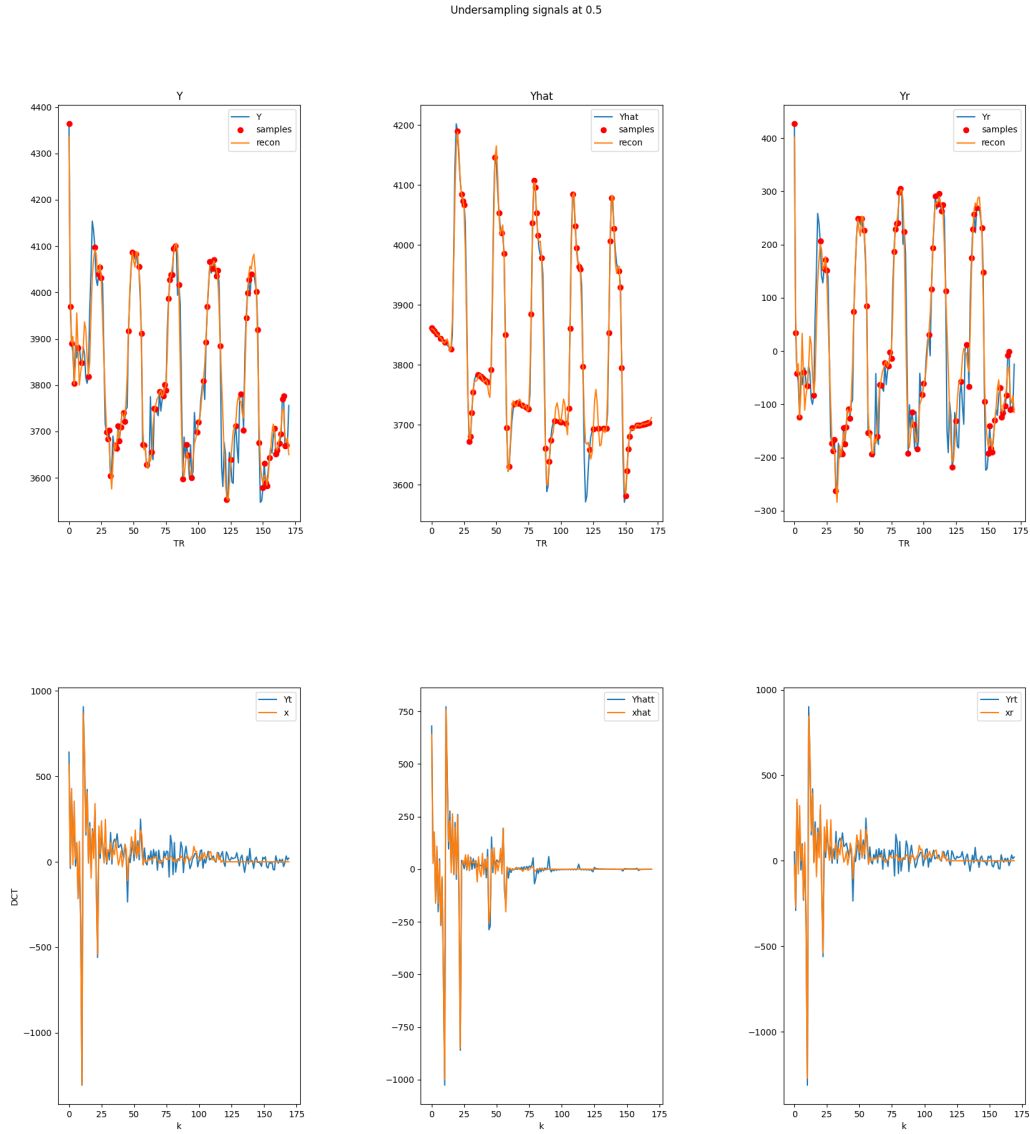 Undersampling signals at 0.5
Y
4400
4300
4200
4100
4000
3900
3800
3700
3600
Y
samples
recon
0 25 50 75 100 125 150 175
TR
Yhat
4200
4100
4000
3900
3800
3700
3600
Yhat
samples
recon
0 25 50 75 100 125 150 175
TR
Yr
400
300
200
100
0
−100
−200
−300
Yr
samples
recon
0 25 50 75 100 125 150 175
TR
DCT
1000
500
0
−500
−1000
Yt
x
0 25 50 75 100 125 150 175
k
750
500
250
0
−250
−500
−750
−1000
Yhatt
xhat
0 25 50 75 100 125 150 175
k
1000
500
0
−500
−1000
Yrt
xr
0 25 50 75 100 125 150 175
k